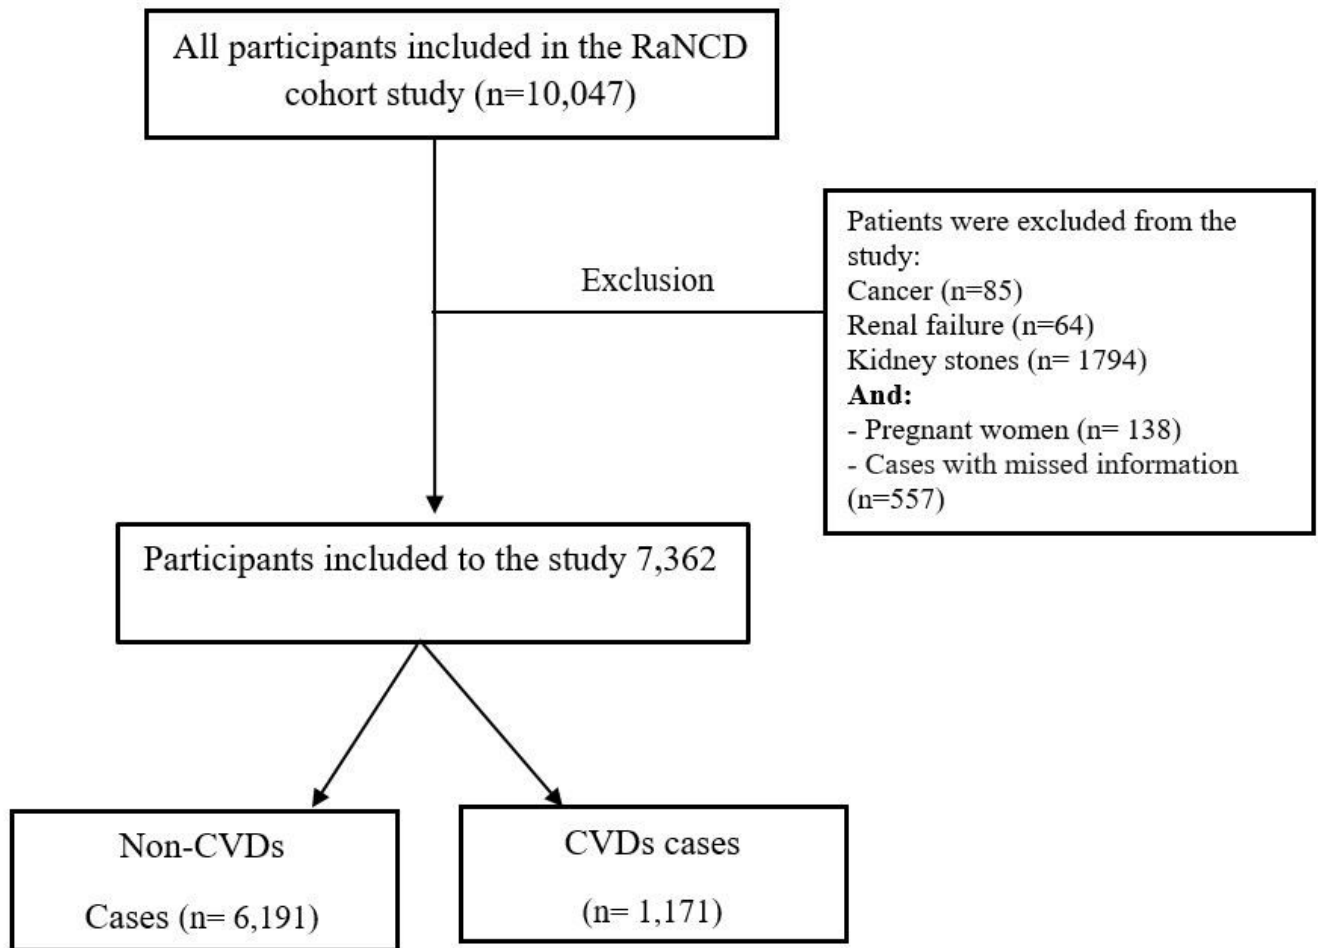 All participants included in the RaNCD
cohort study (n=10,047)
Exclusion
Patients were excluded from the
study:
Cancer (n=85)
Renal failure (n=64)
Kidney stones (n= 1794)
And:
- Pregnant women (n= 138)
- Cases with missed information
(n=557)
Participants included to the study 7,362
Non-CVDs
Cases (n= 6,191)
CVDs cases
(n= 1,171)